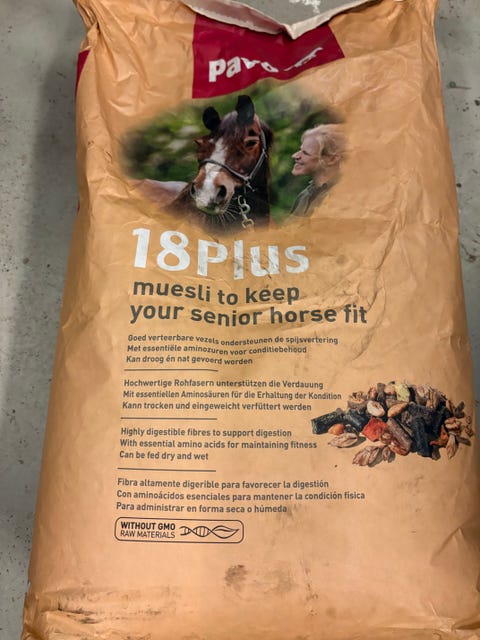 18Plus
muesli to keep
your senior horse fit
Goed verteerbare vezels ondersteunen de spijsvertering
Met essentiële aminozuren voor conditiebehoud
Kan droog én nat gevoerd worden
Hochwertige Rohfasern unterstützen die Verdauung
Mit essentiellen Aminosäuren für die Erhaltung der Kondition
Kann trocken und eingeweicht verfüttert werden
Highly digestible fibres to support digestion
With essential amino acids for maintaining fitness
Can be fed dry and wet
Fibra altamente digerible para favorecer la digestión
Con aminoácidos esenciales para mantener la condición física
Para administrar en forma seca o húmeda
WITHOUT GMO
RAW MATERIALS